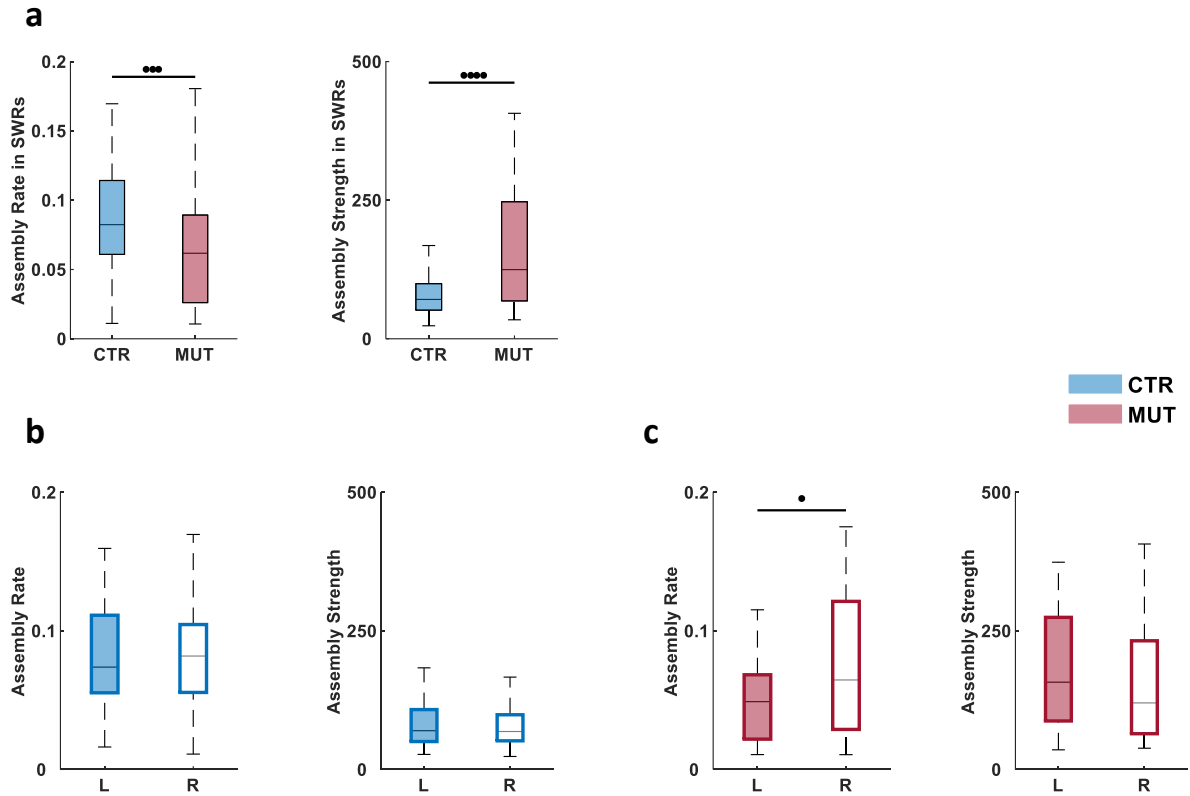 a
Assembly Rate in SWRs
0.2
0.15
0.1
0.05
0
CTR MUT
•••
Assembly Strength in SWRs
500
250
0
CTR MUT
••••
CTR
MUT
b
Assembly Rate
0.2
0.1
0
L R
Assembly Strength
500
250
0
L R
c
Assembly Rate
0.2
0.1
0
L R
•
Assembly Strength
500
250
0
L R